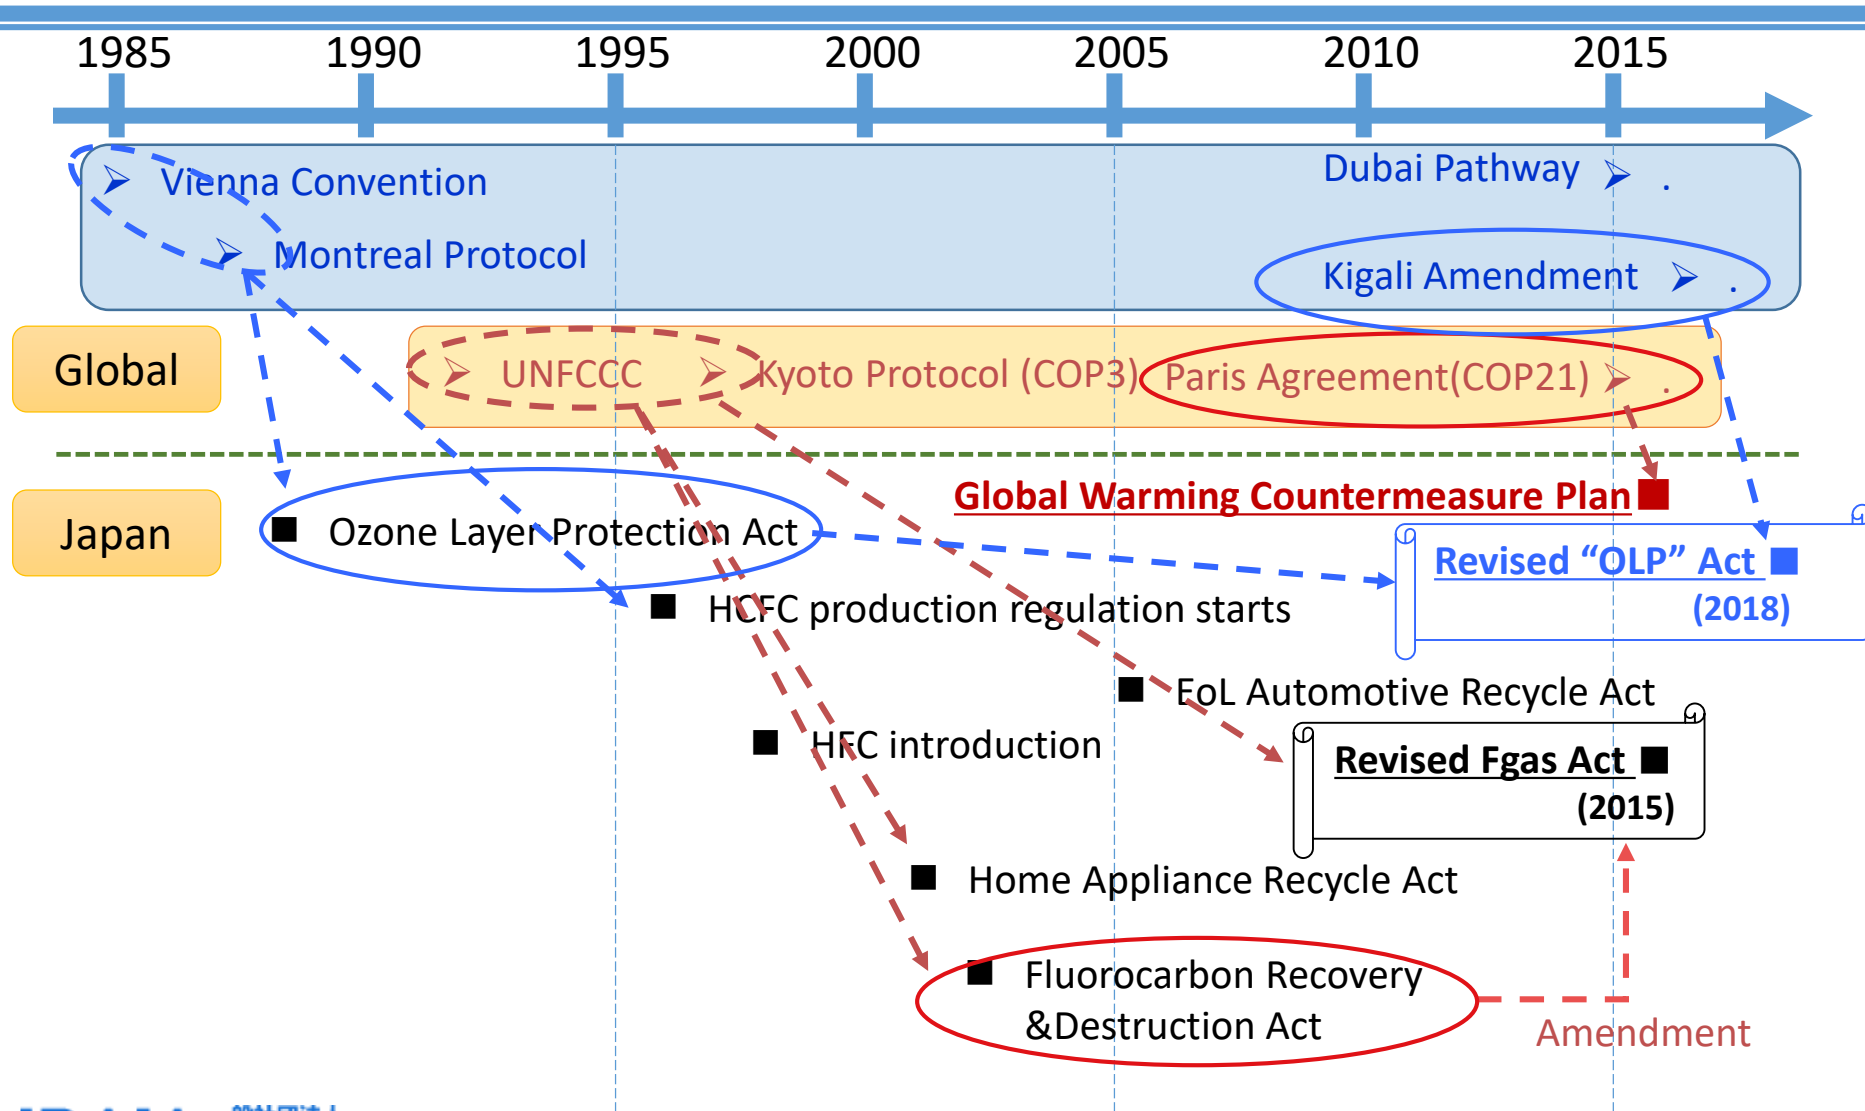 1985 1990 1995 2000 2005 2010 2015
Vienna Convention
Dubai Pathway .
Montreal Protocol
Kigali Amendment .
Global
UNFCCC Kyoto Protocol (COP3) Paris Agreement(COP21) .
Japan
Global Warming Countermeasure Plan
Ozone Layer Protection Act
Revised “OLP” Act
(2018)
HCFC production regulation starts
EoL Automotive Recycle Act
HFC introduction
Revised Fgas Act
(2015)
Home Appliance Recycle Act
Fluorocarbon Recovery
&Destruction Act
Amendment